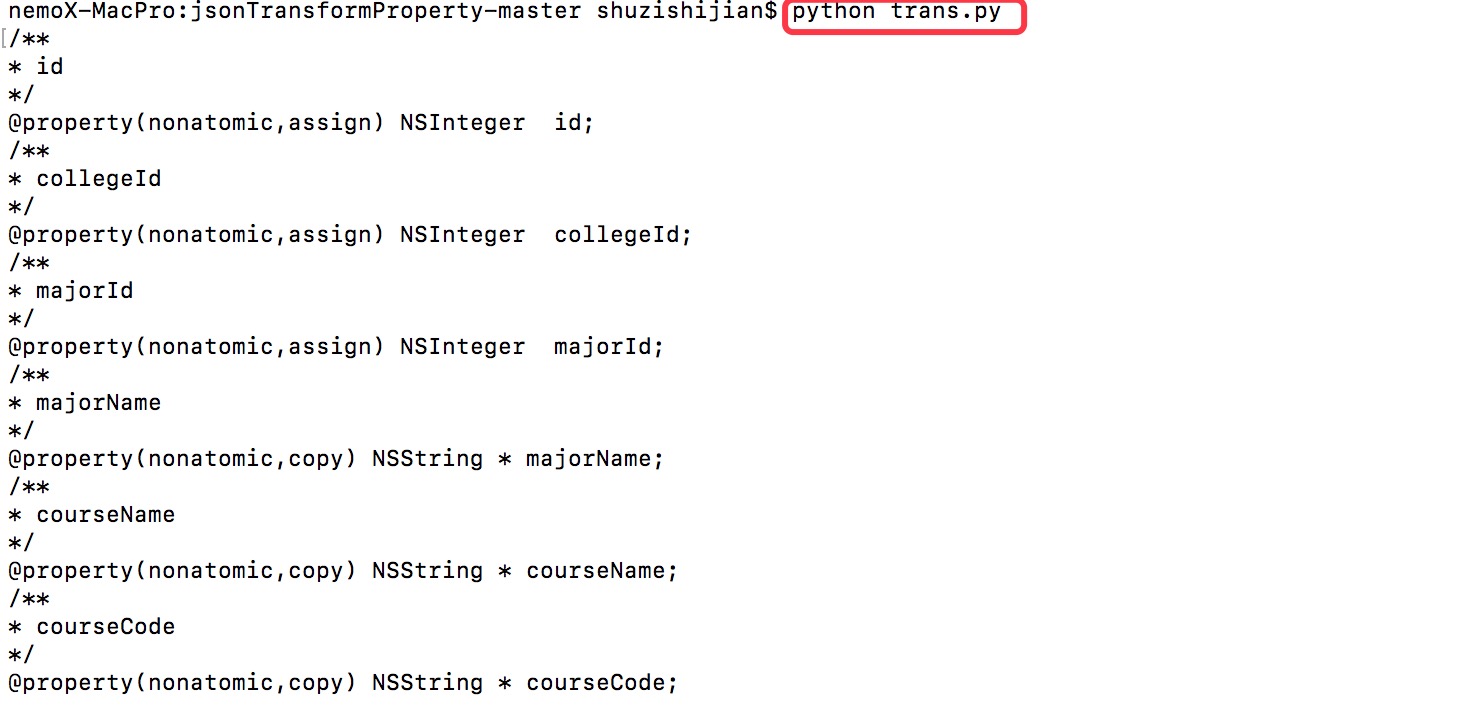 nemoX-MacPro:jsonTransformProperty-master shuzishijian$ python trans.py
[/**
* id
*/
@property(nonatomic,assign) NSInteger  id;
/**
* collegeId
*/
@property(nonatomic,assign) NSInteger  collegeId;
/**
* majorId
*/
@property(nonatomic,assign) NSInteger  majorId;
/**
* majorName
*/
@property(nonatomic,copy) NSString * majorName;
/**
* courseName
*/
@property(nonatomic,copy) NSString * courseName;
/**
* courseCode
*/
@property(nonatomic,copy) NSString * courseCode;